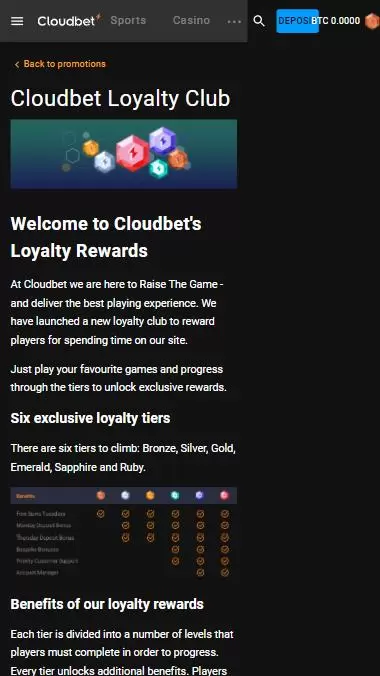 Cloudbet Sports Casino ... DEPOS BTC 0.0000
Back to promotions
Cloudbet Loyalty Club
Welcome to Cloudbet's
Loyalty Rewards
At Cloudbet we are here to Raise The Game -
and deliver the best playing experience. We
have launched a new loyalty club to reward
players for spending time on our site.
Just play your favourite games and progress
through the tiers to unlock exclusive rewards.
Six exclusive loyalty tiers
There are six tiers to climb: Bronze, Silver, Gold,
Emerald, Sapphire and Ruby.
Benefits
Free Spins Tuesdays
Monday Deposit Bonus
Thursday Deposit Bonus
Bespoke Bonuses
Priority Customer Support
Account Manager
Benefits of our loyalty rewards
Each tier is divided into a number of levels that
players must complete in order to progress.
Every tier unlocks additional benefits. Players